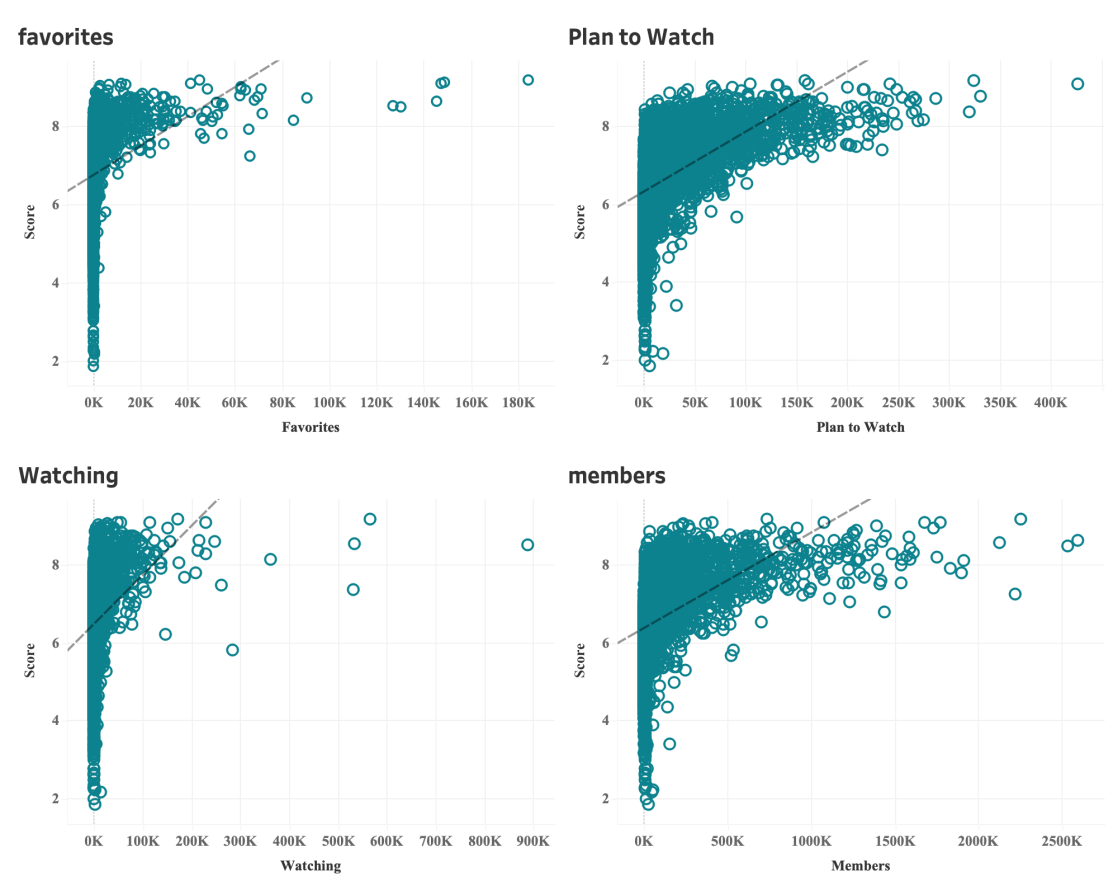 favorites
Plan to Watch
8
6
4
2
Score
0K 20K 40K 60K 80K 100K 120K 140K 160K 180K
Favorites
8
6
4
2
Score
0K 50K 100K 150K 200K 250K 300K 350K 400K
Plan to Watch
Watching
members
8
6
4
2
Score
0K 100K 200K 300K 400K 500K 600K 700K 800K 900K
Watching
8
6
4
2
Score
0K 500K 1000K 1500K 2000K 2500K
Members